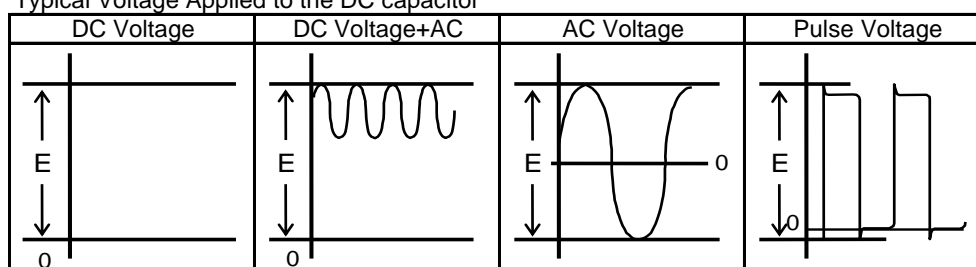 Typical Voltage Applied to the DC capacitor
DC Voltage DC Voltage+AC AC Voltage Pulse Voltage
E E E 0 E
0
0 0